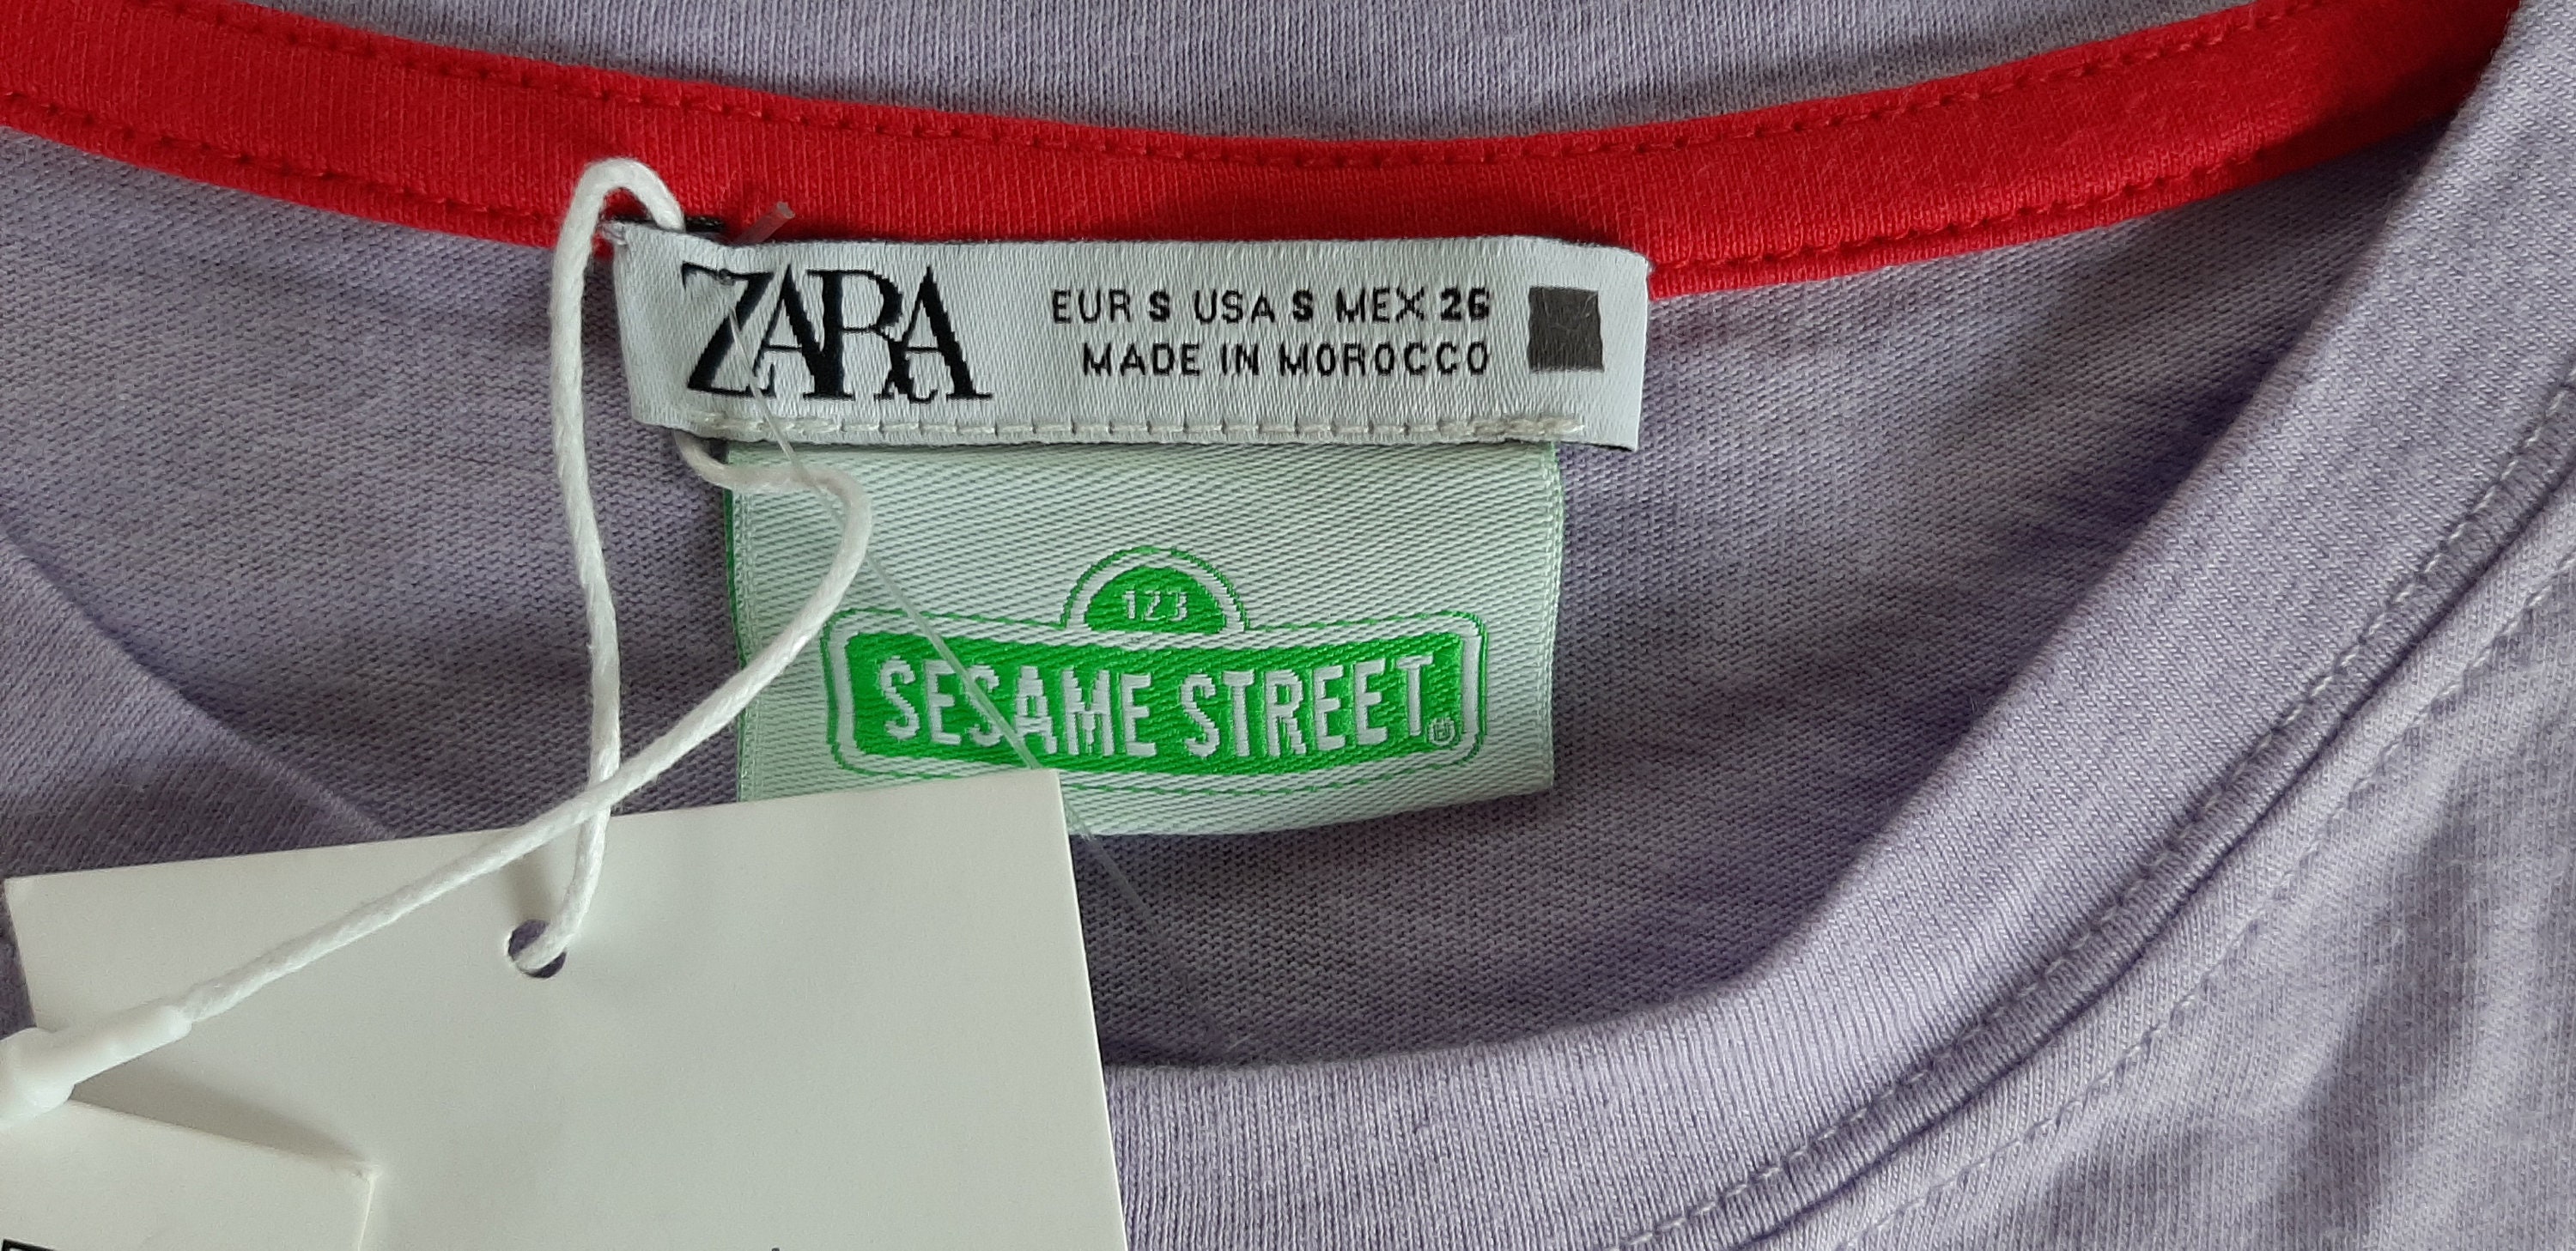 ZARA
EUR S USA S MEX 26
MADE IN MOROCCO
123
SESAME STREET®